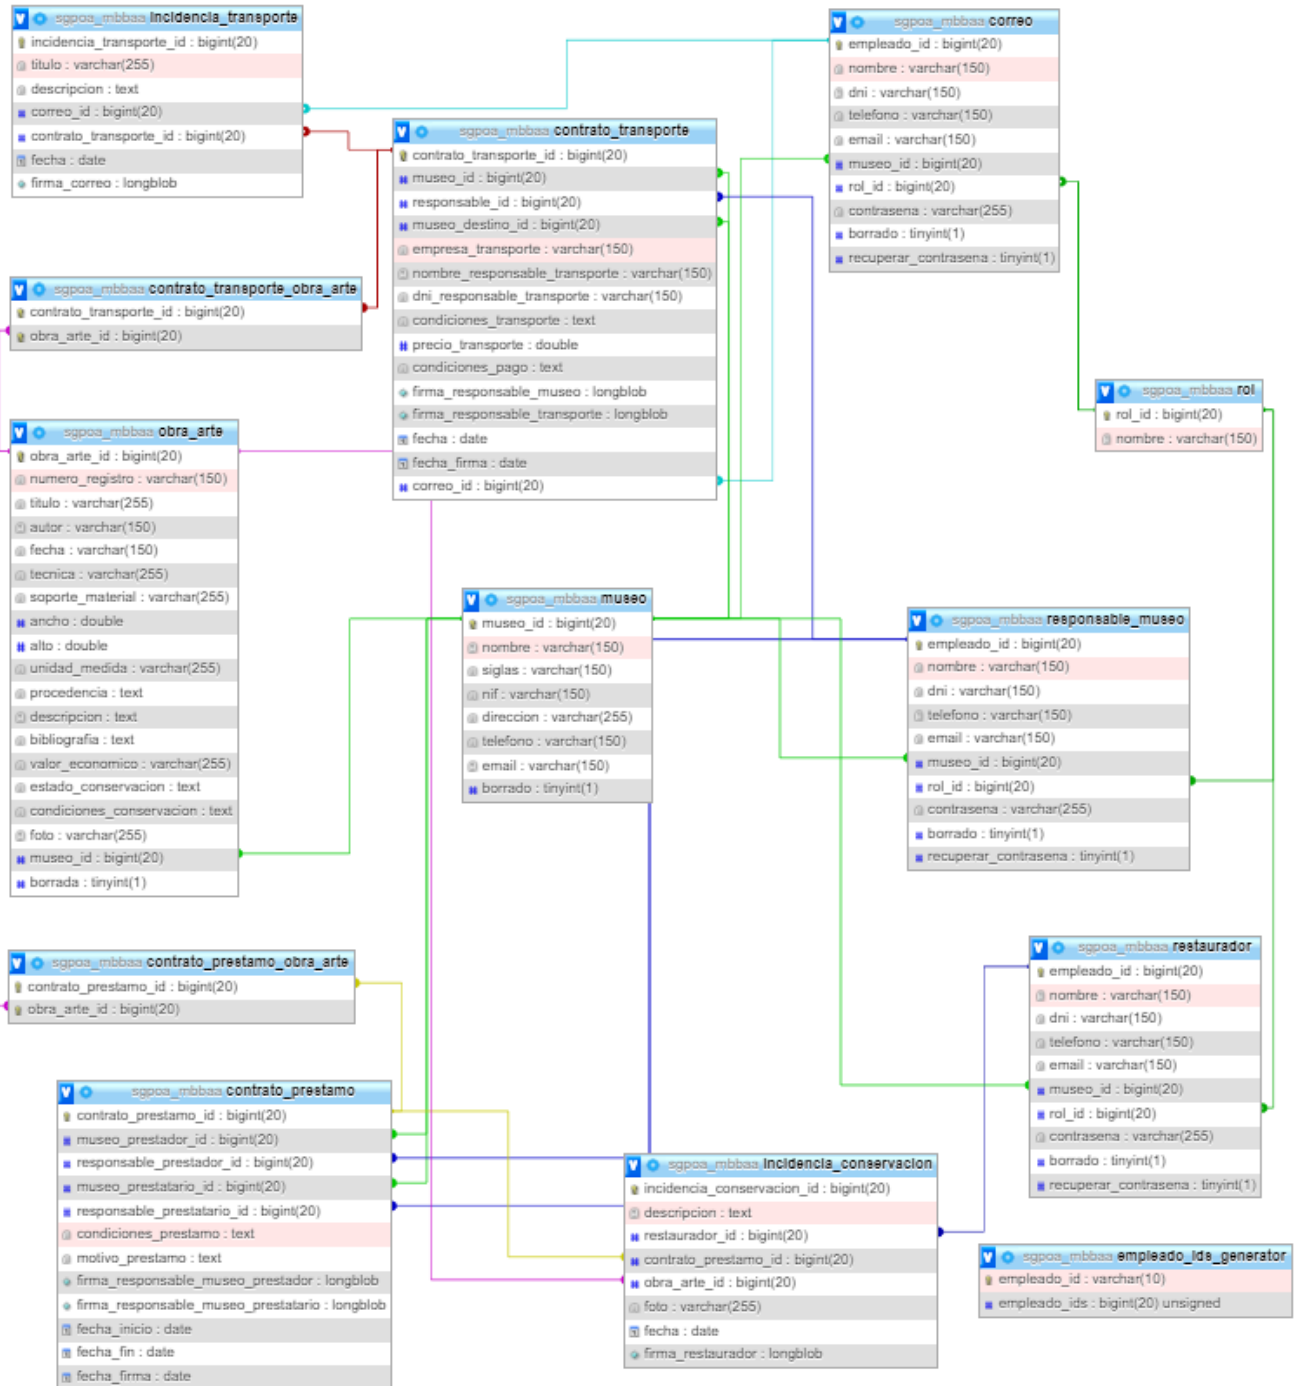 sgpoa_mbbaa incidencia_transporte
incidencia_transporte_id : bigint(20)
titulo : varchar(255)
descripcion : text
correo_id : bigint(20)
contrato_transporte_id : bigint(20)
fecha : date
firma_correo : longblob
sgpoa_mbbaa correo
empleado_id : bigint(20)
nombre : varchar(150)
dni : varchar(150)
telefono : varchar(150)
email : varchar(150)
museo_id : bigint(20)
rol_id : bigint(20)
contrasena : varchar(255)
borrado : tinyint(1)
recuperar_contrasena : tinyint(1)
sgpoa_mbbaa contrato_transporte
contrato_transporte_id : bigint(20)
museo_id : bigint(20)
responsable_id : bigint(20)
museo_destino_id : bigint(20)
empresa_transporte : varchar(150)
nombre_responsable_transporte : varchar(150)
dni_responsable_transporte : varchar(150)
condiciones_transporte : text
precio_transporte : double
condiciones_pago : text
firma_responsable_museo : longblob
firma_responsable_transporte : longblob
fecha : date
fecha_firma : date
correo_id : bigint(20)
sgpoa_mbbaa contrato_transporte_obra_arte
contrato_transporte_id : bigint(20)
obra_arte_id : bigint(20)
sgpoa_mbbaa rol
rol_id : bigint(20)
nombre : varchar(150)
sgpoa_mbbaa obra_arte
obra_arte_id : bigint(20)
numero_registro : varchar(150)
titulo : varchar(255)
autor : varchar(150)
fecha : varchar(150)
tecnica : varchar(255)
soporte_material : varchar(255)
ancho : double
alto : double
unidad_medida : varchar(255)
procedencia : text
descripcion : text
bibliografia : text
valor_economico : varchar(255)
estado_conservacion : text
condiciones_conservacion : text
foto : varchar(255)
museo_id : bigint(20)
borrada : tinyint(1)
sgpoa_mbbaa museo
museo_id : bigint(20)
nombre : varchar(150)
siglas : varchar(150)
nif : varchar(150)
direccion : varchar(255)
telefono : varchar(150)
email : varchar(150)
borrado : tinyint(1)
sgpoa_mbbaa responsable_museo
empleado_id : bigint(20)
nombre : varchar(150)
dni : varchar(150)
telefono : varchar(150)
email : varchar(150)
museo_id : bigint(20)
rol_id : bigint(20)
contrasena : varchar(255)
borrado : tinyint(1)
recuperar_contrasena : tinyint(1)
sgpoa_mbbaa contrato_prestamo_obra_arte
contrato_prestamo_id : bigint(20)
obra_arte_id : bigint(20)
sgpoa_mbbaa restaurador
empleado_id : bigint(20)
nombre : varchar(150)
dni : varchar(150)
telefono : varchar(150)
email : varchar(150)
museo_id : bigint(20)
rol_id : bigint(20)
contrasena : varchar(255)
borrado : tinyint(1)
recuperar_contrasena : tinyint(1)
sgpoa_mbbaa contrato_prestamo
contrato_prestamo_id : bigint(20)
museo_prestador_id : bigint(20)
responsable_prestador_id : bigint(20)
museo_prestatario_id : bigint(20)
responsable_prestatario_id : bigint(20)
condiciones_prestamo : text
motivo_prestamo : text
firma_responsable_museo_prestador : longblob
firma_responsable_museo_prestatario : longblob
fecha_inicio : date
fecha_fin : date
fecha_firma : date
sgpoa_mbbaa incidencia_conservacion
incidencia_conservacion_id : bigint(20)
descripcion : text
restaurador_id : bigint(20)
contrato_prestamo_id : bigint(20)
obra_arte_id : bigint(20)
foto : varchar(255)
fecha : date
firma_restaurador : longblob
sgpoa_mbbaa empleado_ids_generator
empleado_id : varchar(10)
empleado_ids : bigint(20) unsigned